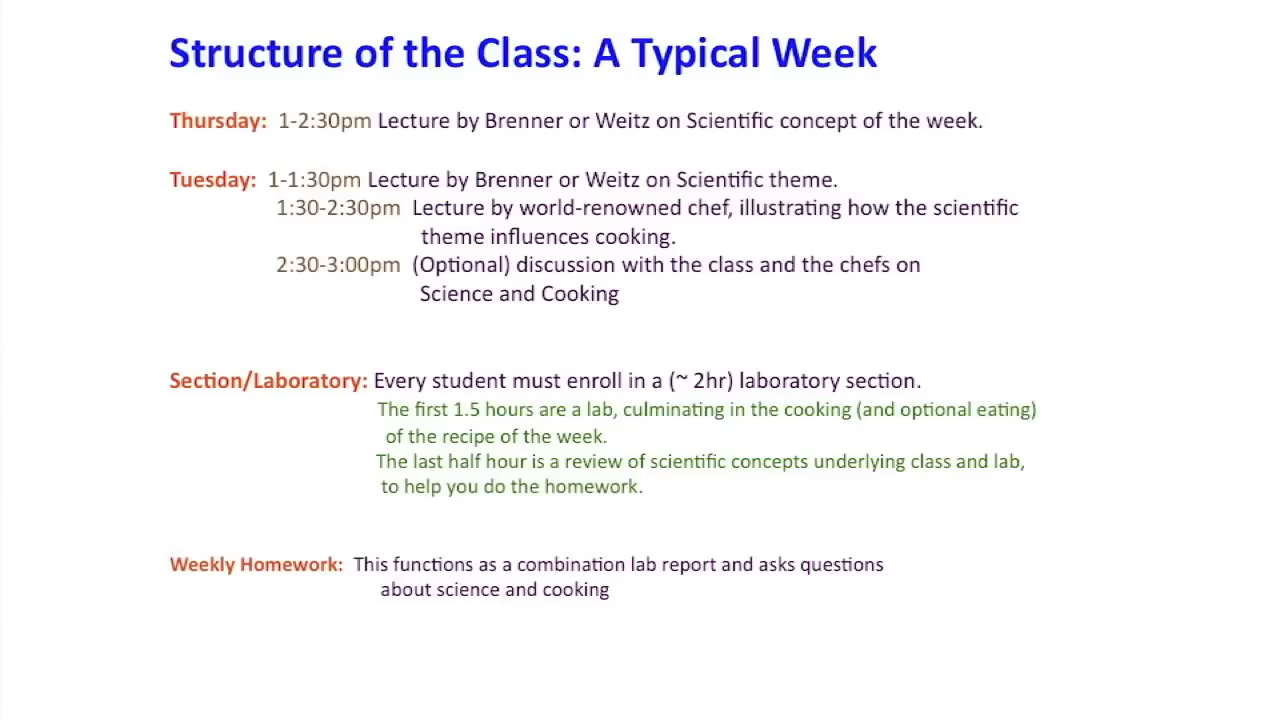 Structure of the Class: A Typical Week
Thursday: 1-2:30pm Lecture by Brenner or Weitz on Scientific concept of the week.
Tuesday: 1-1:30pm Lecture by Brenner or Weitz on Scientific theme.
1:30-2:30pm Lecture by world-renowned chef, illustrating how the scientific
theme influences cooking.
2:30-3:00pm (Optional) discussion with the class and the chefs on
Science and Cooking
Section/Laboratory: Every student must enroll in a (~ 2hr) laboratory section.
The first 1.5 hours are a lab, culminating in the cooking (and optional eating)
of the recipe of the week.
The last half hour is a review of scientific concepts underlying class and lab,
to help you do the homework.
Weekly Homework: This functions as a combination lab report and asks questions
about science and cooking